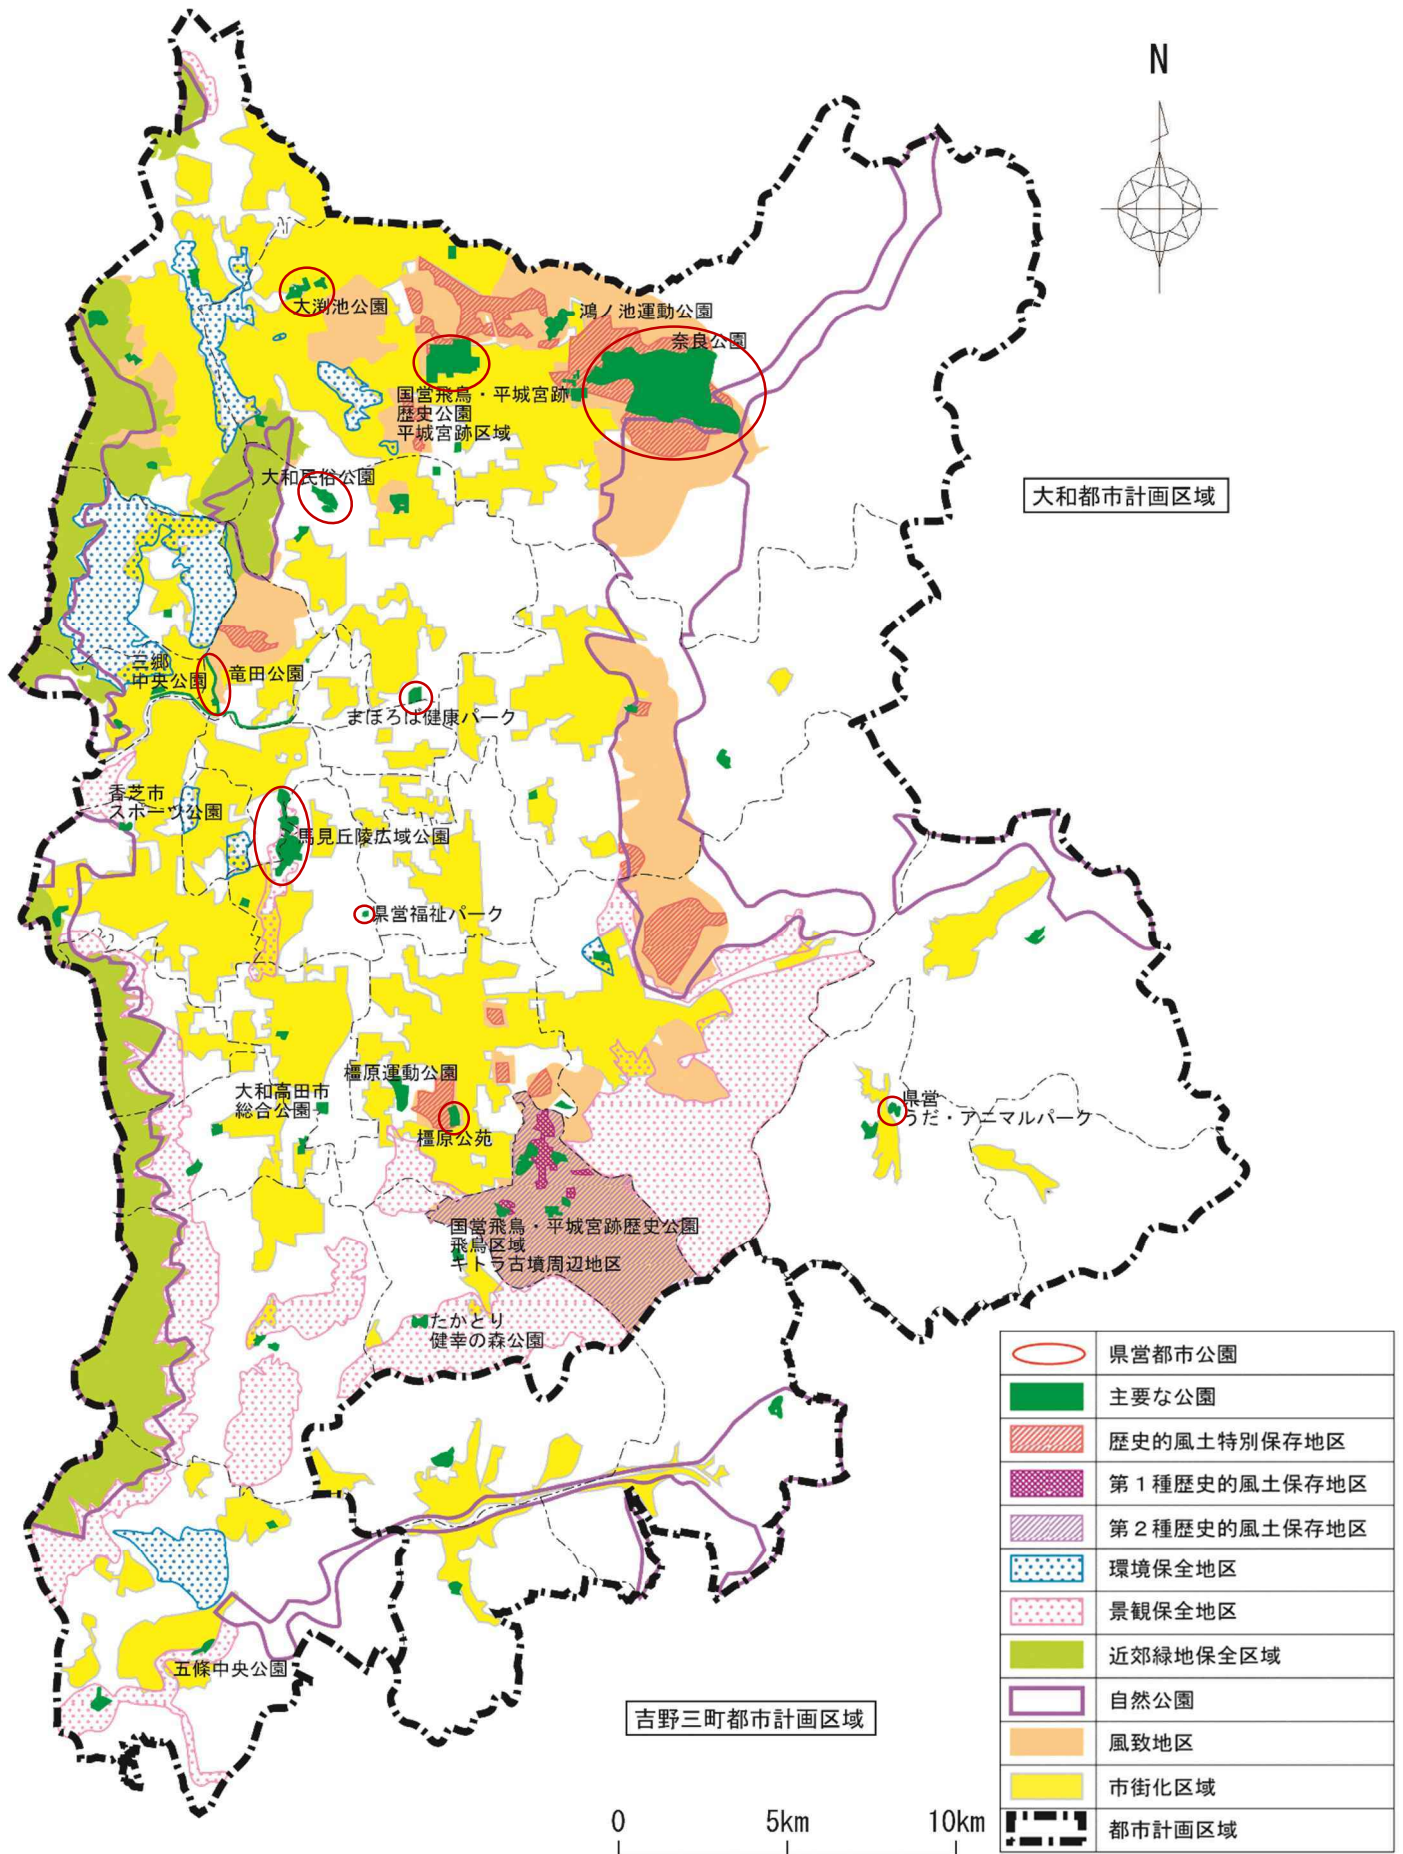 N
大渕池公園
鴻ノ池運動公園
奈良公園
国営飛鳥・平城宮跡
歴史公園
平城宮跡区域
大和民俗公園
大和都市計画区域
三郷
中央公園
竜田公園
まほろば健康パーク
香芝市
スポーツ公園
馬見丘陵広域公園
県営福祉パーク
橿原運動公園
大和高田市
総合公園
橿原公苑
県営
うだ・アニマルパーク
国営飛鳥・平城宮跡歴史公園
飛鳥区域
キトラ古墳周辺地区
たかとり
健幸の森公園
五條中央公園
吉野三町都市計画区域
県営都市公園
主要な公園
歴史的風土特別保存地区
第１種歴史的風土保存地区
第２種歴史的風土保存地区
環境保全地区
景観保全地区
近郊緑地保全区域
自然公園
風致地区
市街化区域
都市計画区域
0 5km 10km